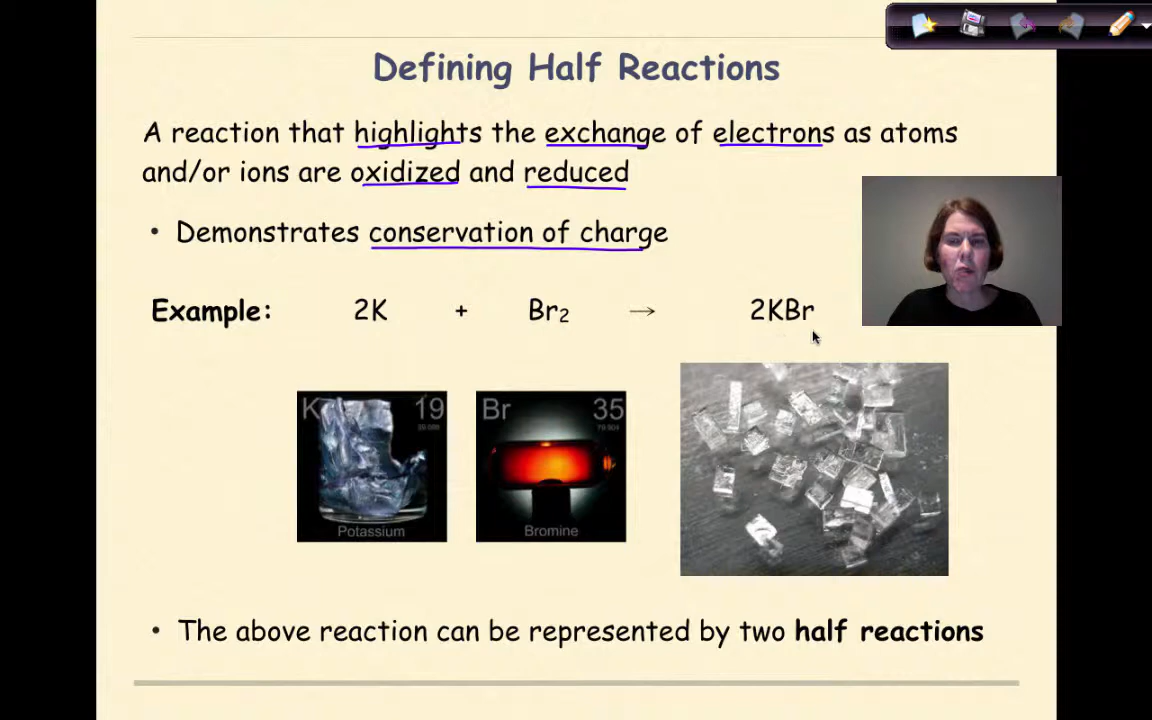 Defining Half Reactions
A reaction that highlights the exchange of electrons as atoms
and/or ions are oxidized and reduced
• Demonstrates conservation of charge
Example: 2K + Br₂ → 2KBr
K 19
Br 35
Potassium
Bromine
• The above reaction can be represented by two half reactions